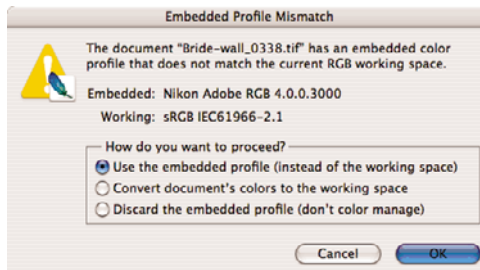 Embedded Profile Mismatch
The document “Bride-wall_0338.tif” has an embedded color
profile that does not match the current RGB working space.
Embedded: Nikon Adobe RGB 4.0.0.3000
Working: sRGB IEC61966-2.1
How do you want to proceed?
Use the embedded profile (instead of the working space)
Convert document's colors to the working space
Discard the embedded profile (don't color manage)
Cancel OK